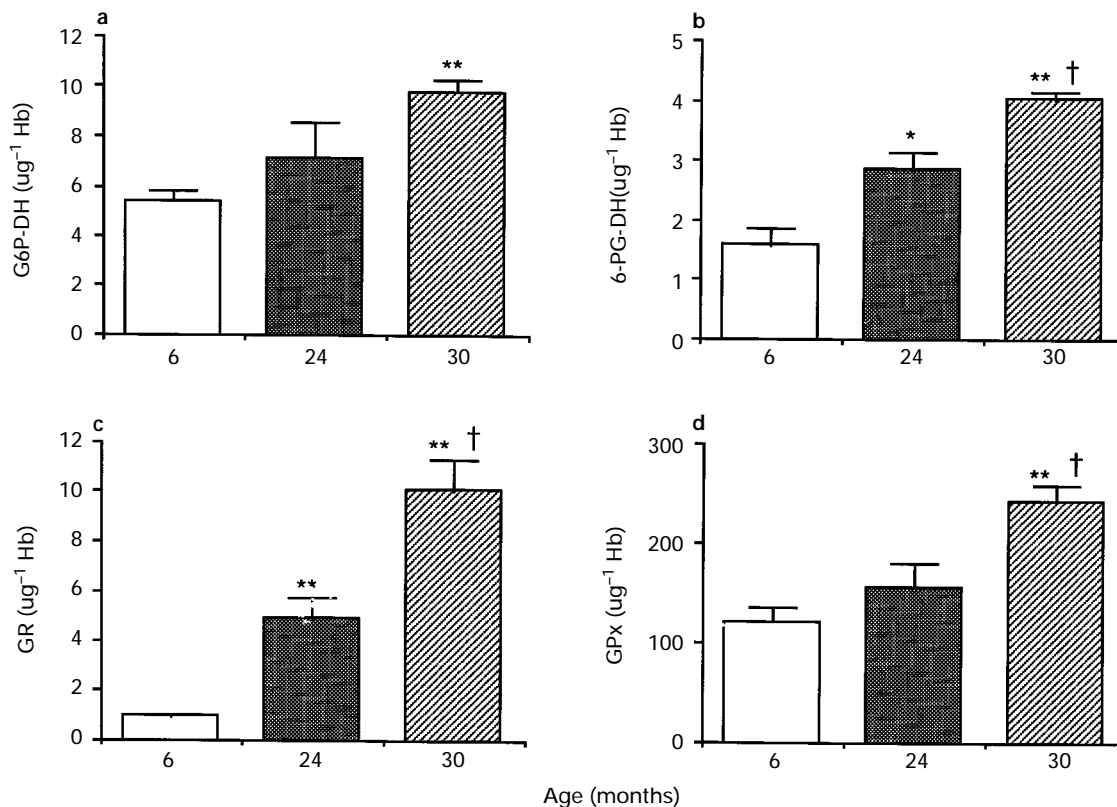 a
G6P-DH (ug⁻¹ Hb)
12
10
8
6
4
2
0
**
6 24 30
b
6-PG-DH(ug⁻¹ Hb)
5
4
3
2
1
0
*
** †
6 24 30
c
GR (ug⁻¹ Hb)
12
10
8
6
4
2
0
**
** †
6 24 30
d
GPx (ug⁻¹ Hb)
300
200
100
0
** †
6 24 30
Age (months)